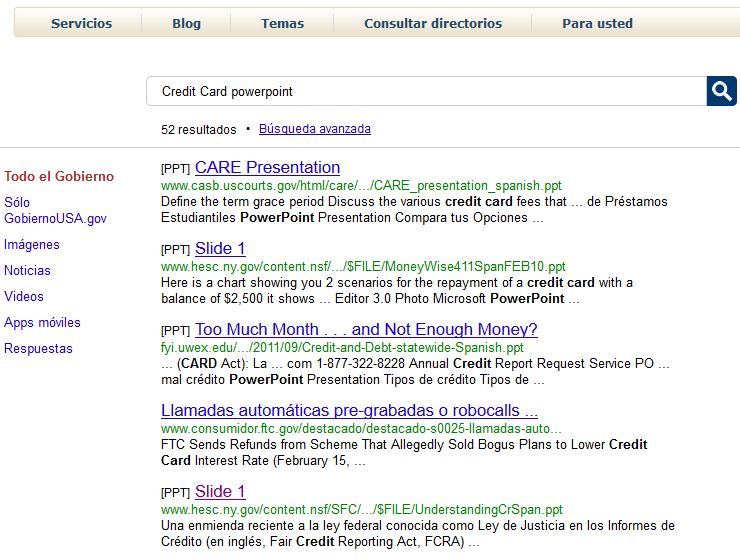 Servicios Blog Temas Consultar directorios Para usted
Credit Card powerpoint
52 resultados • Búsqueda avanzada
Todo el Gobierno
Sólo
GobiernoUSA.gov
Imágenes
Noticias
Videos
Apps móviles
Respuestas
[PPT] CARE Presentation
www.casb.uscourts.gov/html/care/.../CARE_presentation_spanish.ppt
Define the term grace period Discuss the various credit card fees that ... de Préstamos
Estudiantiles PowerPoint Presentation Compara tus Opciones ...
[PPT] Slide 1
www.hesc.ny.gov/content.nsf/.../$FILE/MoneyWise411SpanFEB10.ppt
Here is a chart showing you 2 scenarios for the repayment of a credit card with a
balance of $2,500 it shows ... Editor 3.0 Photo Microsoft PowerPoint ...
[PPT] Too Much Month . . . and Not Enough Money?
fyi.uwex.edu/.../2011/09/Credit-and-Debt-statewide-Spanish.ppt
... (CARD Act): La ... com 1-877-322-8228 Annual Credit Report Request Service PO ...
mal crédito PowerPoint Presentation Tipos de crédito Tipos de ...
Llamadas automáticas pre-grabadas o robocalls ...
www.consumidor.ftc.gov/destacado/destacado-s0025-llamadas-auto...
FTC Sends Refunds from Scheme That Allegedly Sold Bogus Plans to Lower Credit
Card Interest Rate (February 15, ...
[PPT] Slide 1
www.hesc.ny.gov/content.nsf/SFC/.../$FILE/UnderstandingCrSpan.ppt
Una enmienda reciente a la ley federal conocida como Ley de Justicia en los Informes de
Crédito (en inglés, Fair Credit Reporting Act, FCRA) ...